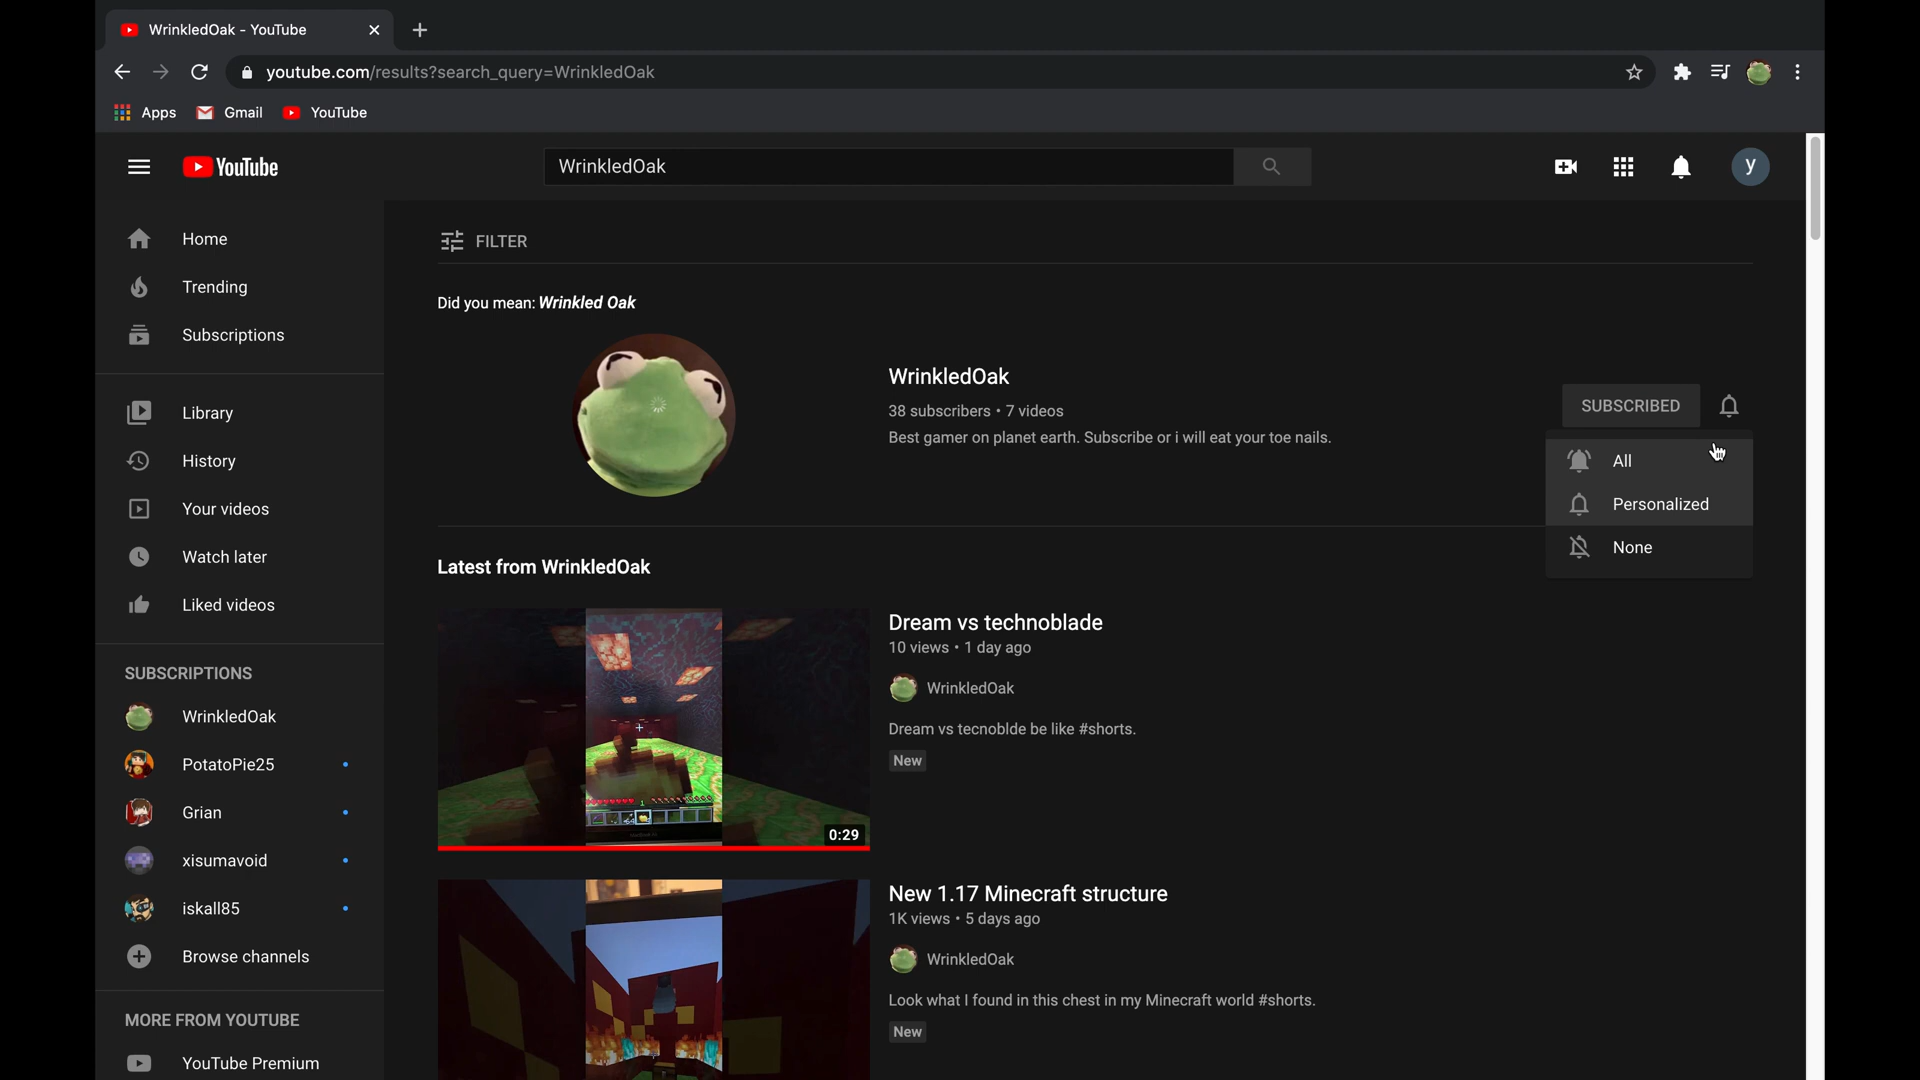 WrinkledOak - YouTube
youtube.com/results?search_query=WrinkledOak
Apps
Gmail
YouTube
YouTube
WrinkledOak
y
Home
Trending
Subscriptions
Library
History
Your videos
Watch later
Liked videos
SUBSCRIPTIONS
WrinkledOak
PotatoPie25
Grian
xisumavoid
iskall85
Browse channels
MORE FROM YOUTUBE
YouTube Premium
FILTER
Did you mean: Wrinkled Oak
WrinkledOak
38 subscribers • 7 videos
Best gamer on planet earth. Subscribe or i will eat your toe nails.
SUBSCRIBED
All
Personalized
None
Latest from WrinkledOak
0:29
Dream vs technoblade
10 views • 1 day ago
WrinkledOak
Dream vs tecnoblde be like #shorts.
New
New 1.17 Minecraft structure
1K views • 5 days ago
WrinkledOak
Look what I found in this chest in my Minecraft world #shorts.
New